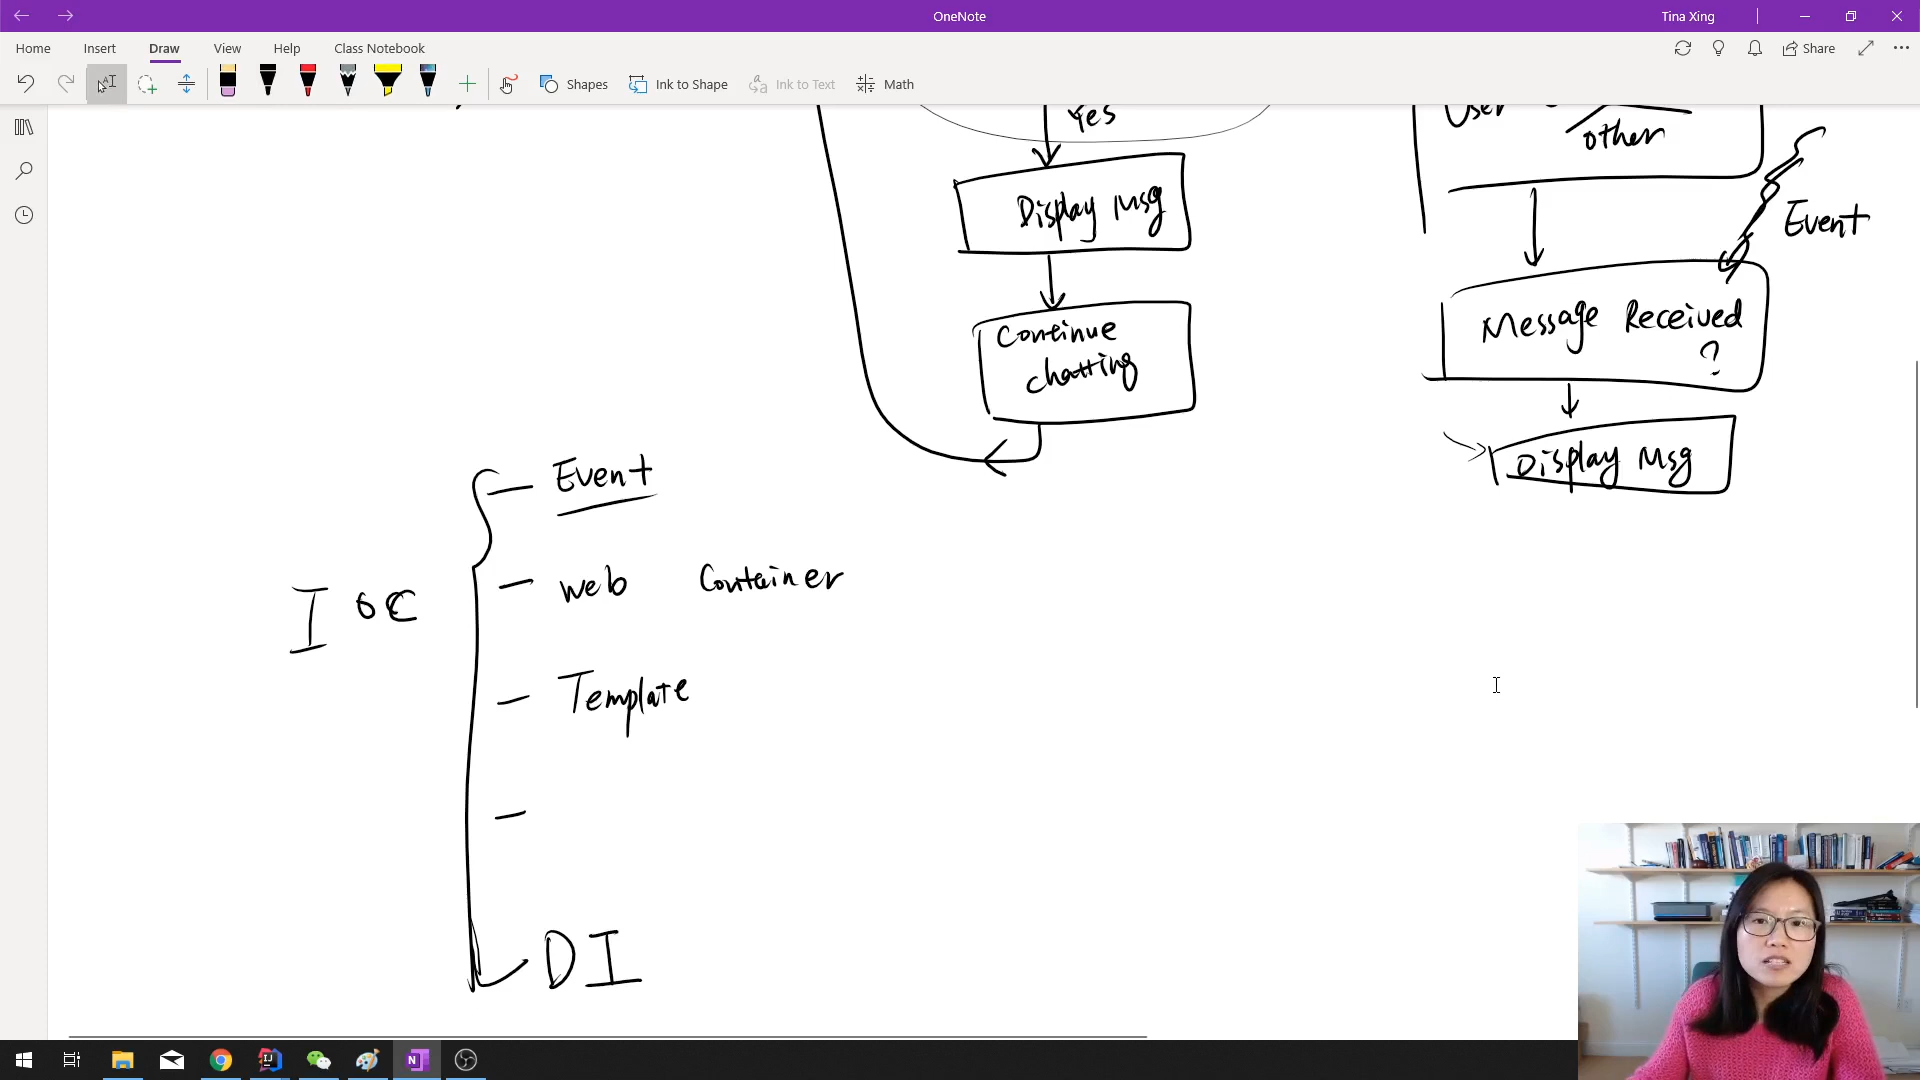 OneNote
Tina Xing
Home Insert Draw View Help Class Notebook
Share
Shapes Ink to Shape Ink to Text Math
Yes
Display Msg
Continue
chatting
User
other
Event
Message Received
?
Display Msg
IOC
Event
web Container
Template
DI